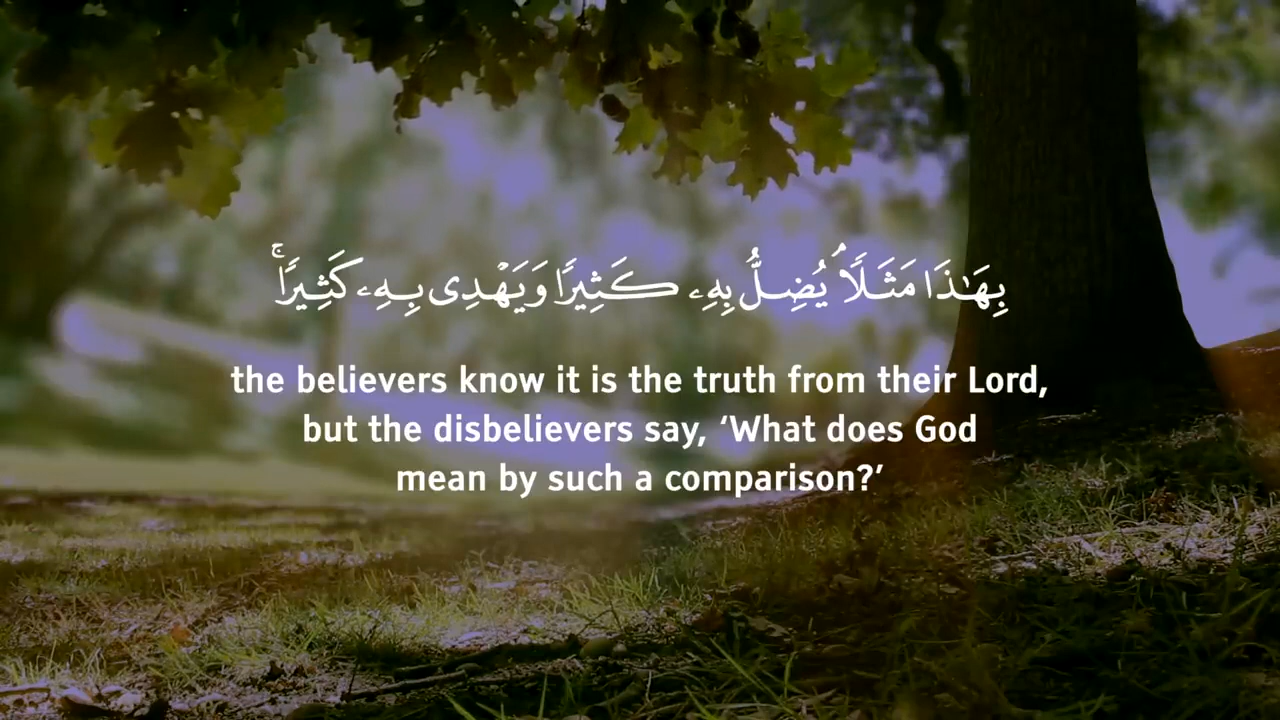 بِهَـٰذَا مَثَلًاۘ يُضِلُّ بِهِۦ كَثِيرًا وَيَهْدِى بِهِۦ كَثِيرًاۚ
the believers know it is the truth from their Lord,
but the disbelievers say, ‘What does God
mean by such a comparison?’